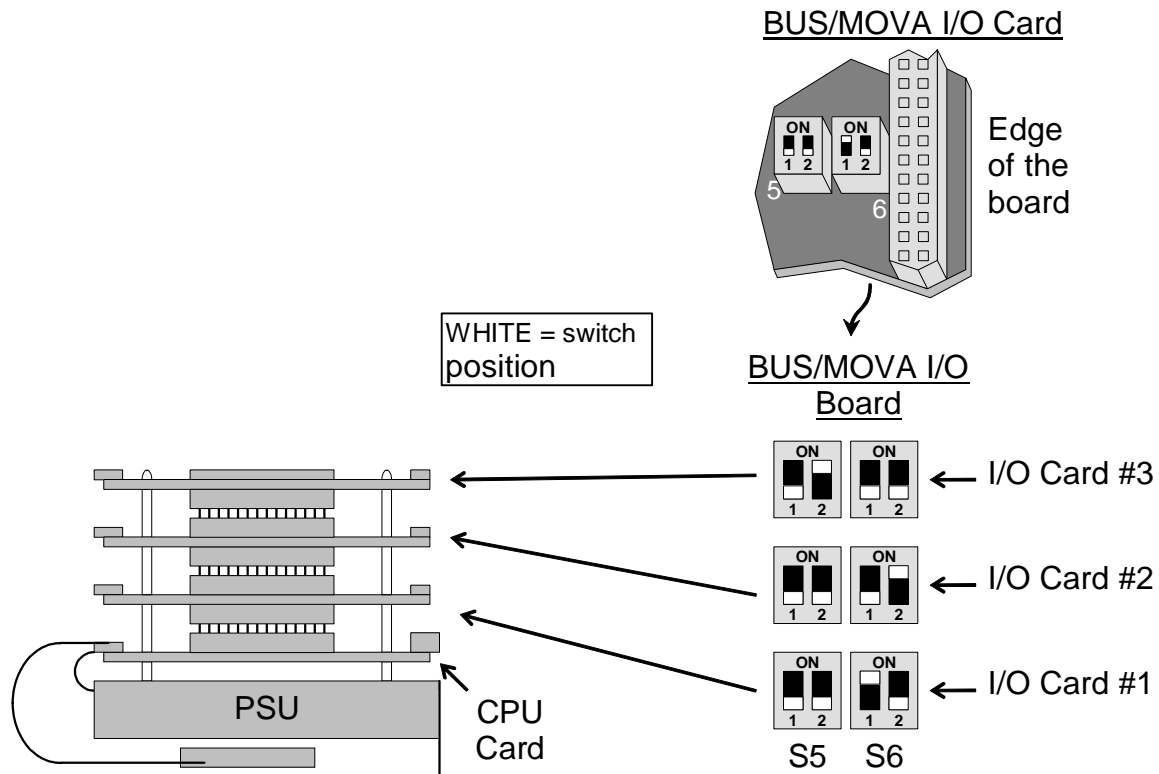 BUS/MOVA I/O Card
ON ON
1 2 1 2
5
6
Edge
of the
board
WHITE = switch
position
BUS/MOVA I/O
Board
ON ON
1 2 1 2
I/O Card #3
ON ON
1 2 1 2
I/O Card #2
ON ON
1 2 1 2
I/O Card #1
S5 S6
PSU
CPU
Card